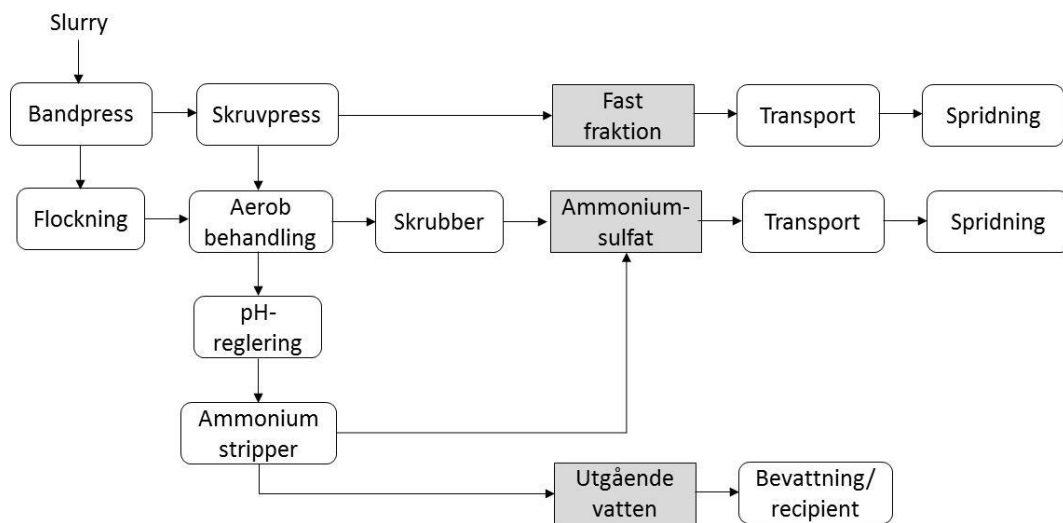 Slurry
Bandpress
Skruvpress
Fast
fraktion
Transport
Spridning
Flockning
Aerob
behandling
Skrubber
Ammonium-
sulfat
Transport
Spridning
pH-
reglering
Ammonium
stripper
Utgående
vatten
Bevattning/
recipient